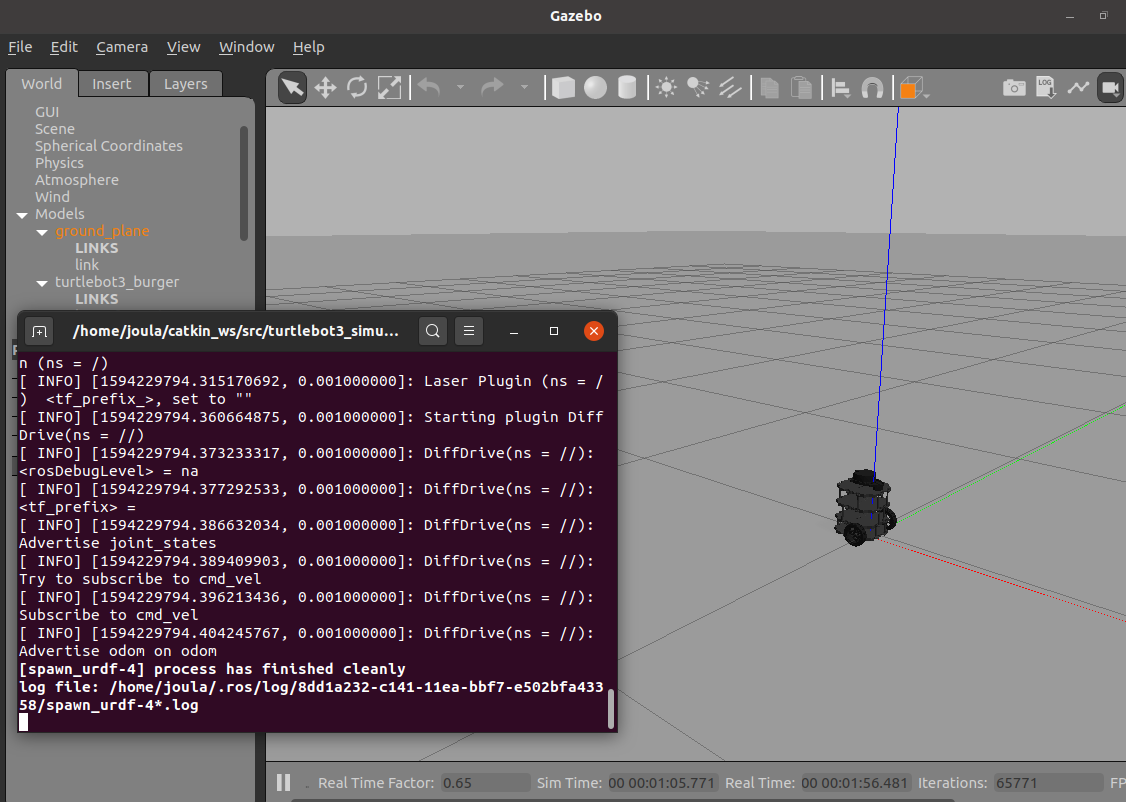 Gazebo
File Edit Camera View Window Help
World Insert Layers
LOG
GUI
Scene
Spherical Coordinates
Physics
Atmosphere
Wind
Models
ground_plane
LINKS
link
turtlebot3_burger
LINKS
/home/joula/catkin_ws/src/turtlebot3_simu...
n (ns = /)
[ INFO] [1594229794.315170692, 0.001000000]: Laser Plugin (ns = /
)  <tf_prefix_>, set to ""
[ INFO] [1594229794.360664875, 0.001000000]: Starting plugin Diff
Drive(ns = //)
[ INFO] [1594229794.373233317, 0.001000000]: DiffDrive(ns = //):
<rosDebugLevel> = na
[ INFO] [1594229794.377292533, 0.001000000]: DiffDrive(ns = //):
<tf_prefix> =
[ INFO] [1594229794.386632034, 0.001000000]: DiffDrive(ns = //):
Advertise joint_states
[ INFO] [1594229794.389409903, 0.001000000]: DiffDrive(ns = //):
Try to subscribe to cmd_vel
[ INFO] [1594229794.396213436, 0.001000000]: DiffDrive(ns = //):
Subscribe to cmd_vel
[ INFO] [1594229794.404245767, 0.001000000]: DiffDrive(ns = //):
Advertise odom on odom
[spawn_urdf-4] process has finished cleanly
log file: /home/joula/.ros/log/8dd1a232-c141-11ea-bbf7-e502bfa433
58/spawn_urdf-4*.log
Real Time Factor: 0.65 Sim Time: 00 00:01:05.771 Real Time: 00 00:01:56.481 Iterations: 65771 FP